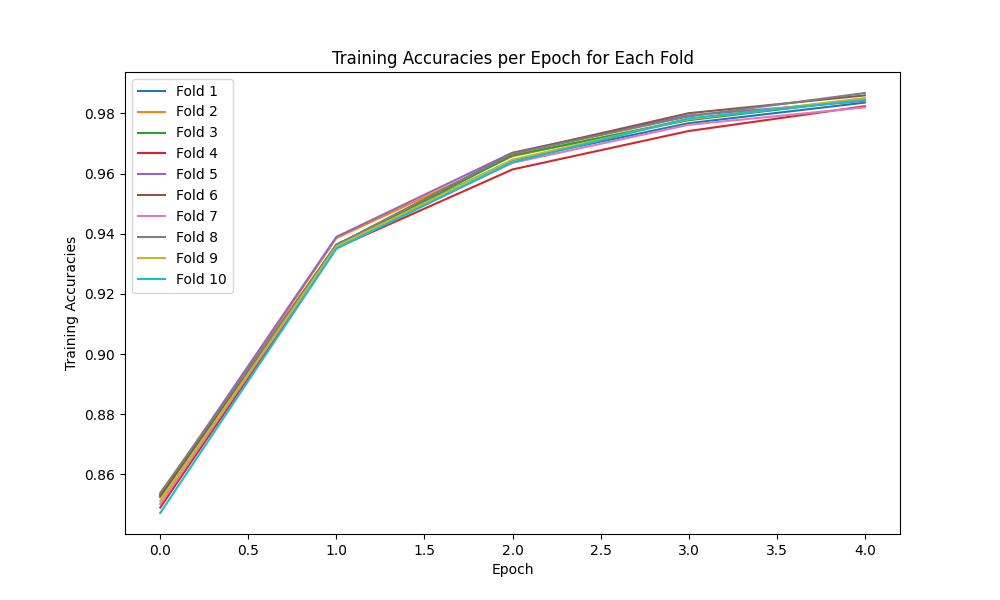 Training Accuracies per Epoch for Each Fold
Training Accuracies
0.98
0.96
0.94
0.92
0.90
0.88
0.86
Fold 1
Fold 2
Fold 3
Fold 4
Fold 5
Fold 6
Fold 7
Fold 8
Fold 9
Fold 10
0.0 0.5 1.0 1.5 2.0 2.5 3.0 3.5 4.0
Epoch